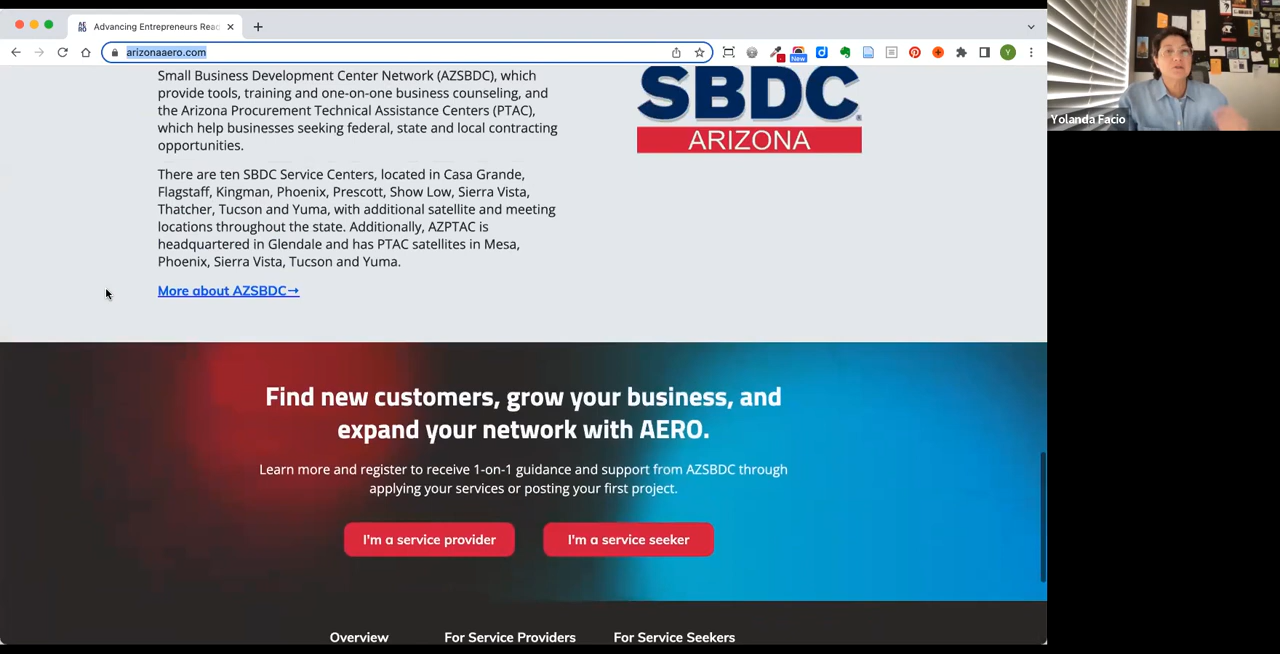 Advancing Entrepreneurs Reac
arizonaaero.com
New
Y
Small Business Development Center Network (AZSBDC), which
provide tools, training and one-on-one business counseling, and
the Arizona Procurement Technical Assistance Centers (PTAC),
which help businesses seeking federal, state and local contracting
opportunities.
There are ten SBDC Service Centers, located in Casa Grande,
Flagstaff, Kingman, Phoenix, Prescott, Show Low, Sierra Vista,
Thatcher, Tucson and Yuma, with additional satellite and meeting
locations throughout the state. Additionally, AZPTAC is
headquartered in Glendale and has PTAC satellites in Mesa,
Phoenix, Sierra Vista, Tucson and Yuma.
More about AZSBDC→
SBDC
ARIZONA
Find new customers, grow your business, and
expand your network with AERO.
Learn more and register to receive 1-on-1 guidance and support from AZSBDC through
applying your services or posting your first project.
I'm a service provider
I'm a service seeker
Overview
For Service Providers
For Service Seekers
Yolanda Facio